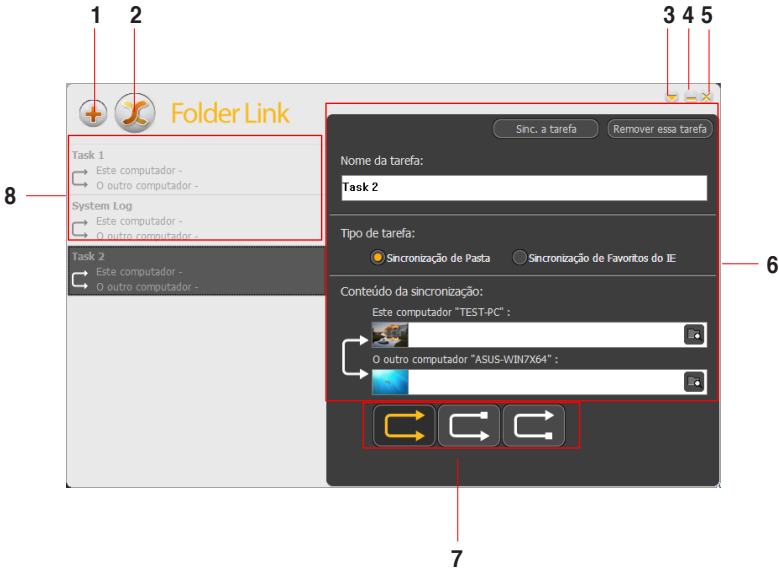 1 2 3 4 5
Folder Link
Sinc. a tarefa Remover essa tarefa
Task 1
Este computador -
O outro computador -
System Log
Este computador -
O outro computador -
Task 2
Este computador -
O outro computador -
Nome da tarefa:
Task 2
Tipo de tarefa:
Sincronização de Pasta Sincronização de Favoritos do IE
Conteúdo da sincronização:
Este computador "TEST-PC" :
O outro computador "ASUS-WIN7X64" :
8
6
7